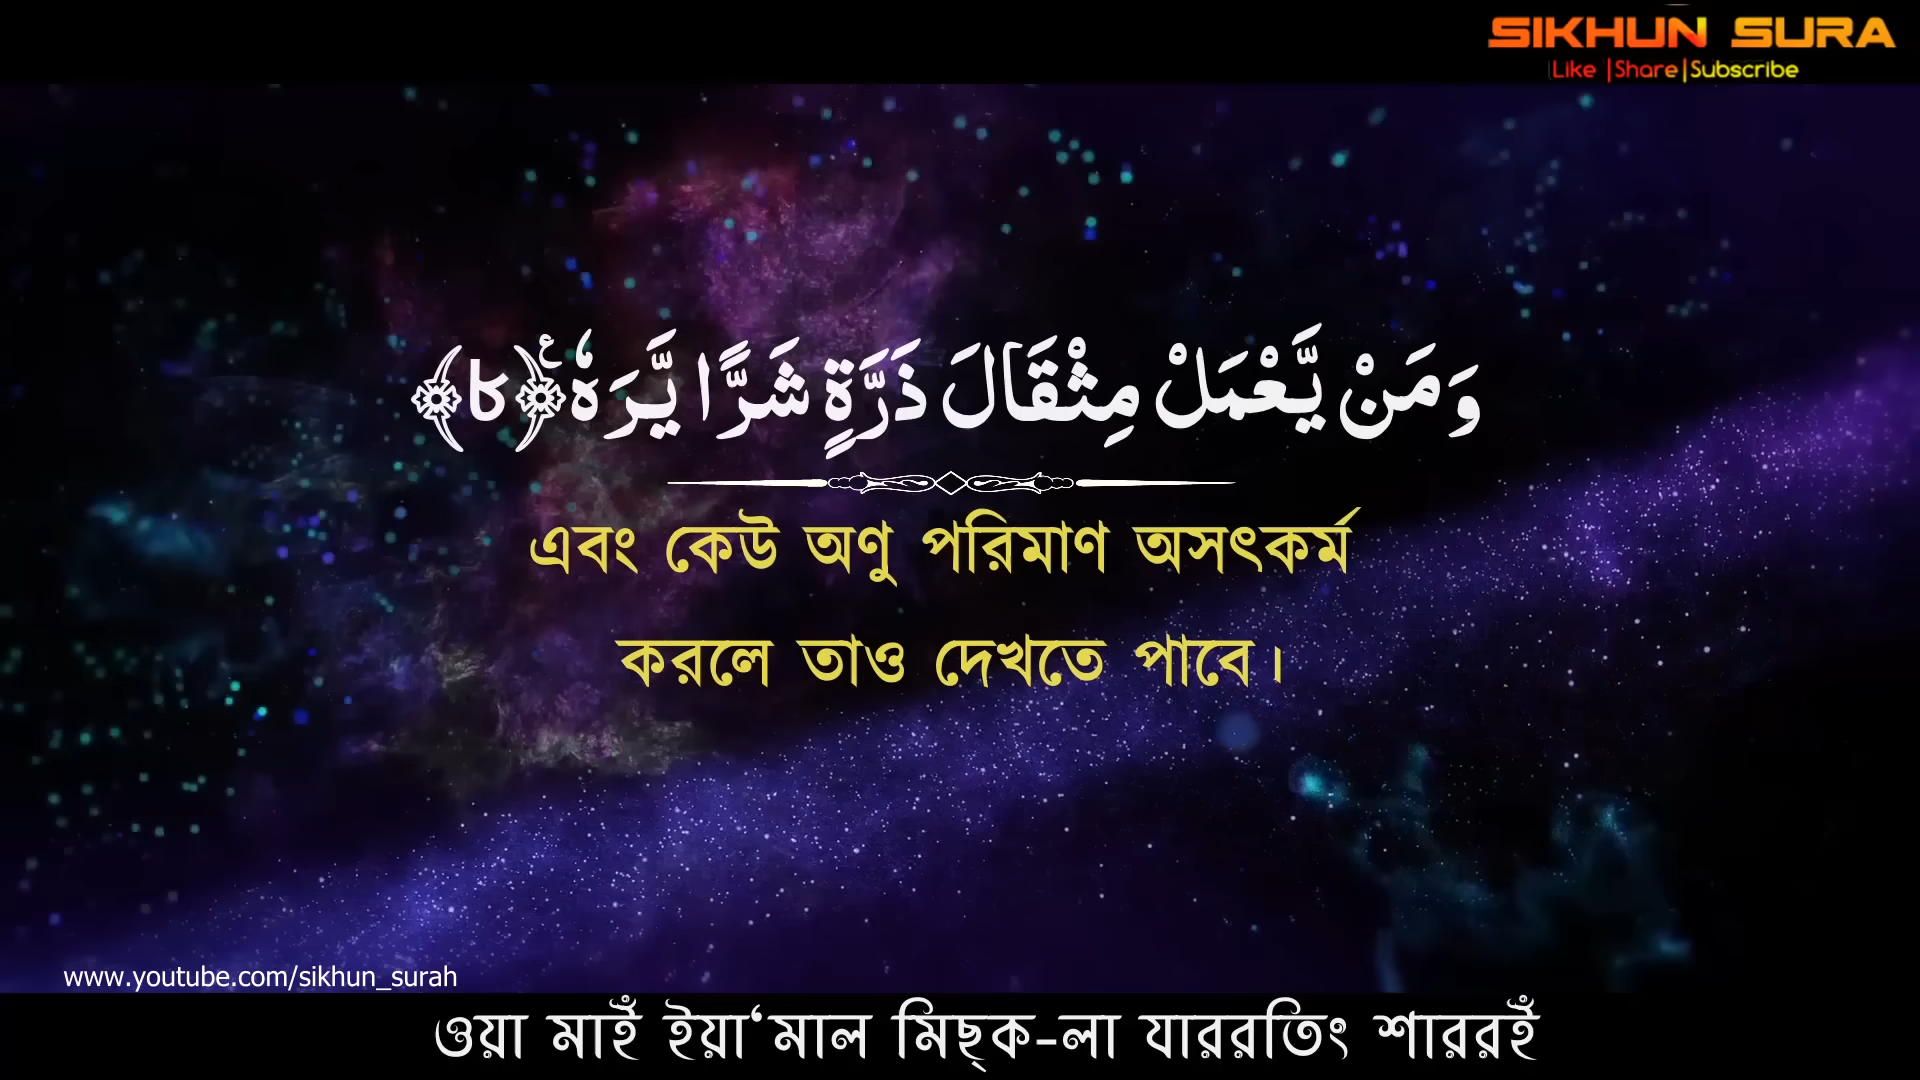 SIKHUN SURA
Like |Share|Subscribe
وَمَنْ يَّعْمَلْ مِثْقَالَ ذَرَّةٍ شَرًّا يَّرَهٗ ﴿كا﴾ ع
এবং কেউ অণু পরিমাণ অসৎকর্ম
করলে তাও দেখতে পাবে।
www.youtube.com/sikhun_surah
ওয়া মাইঁ ইয়া‘মাল মিছ্ক-লা যাররতিং শাররইঁ